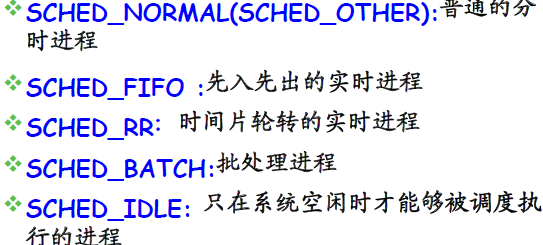 SCHED_NORMAL(SCHED_OTHER):普通的分
时进程
SCHED_FIFO :先入先出的实时进程
SCHED_RR: 时间片轮转的实时进程
SCHED_BATCH:批处理进程
SCHED_IDLE: 只在系统空闲时才能够被调度执
行的进程